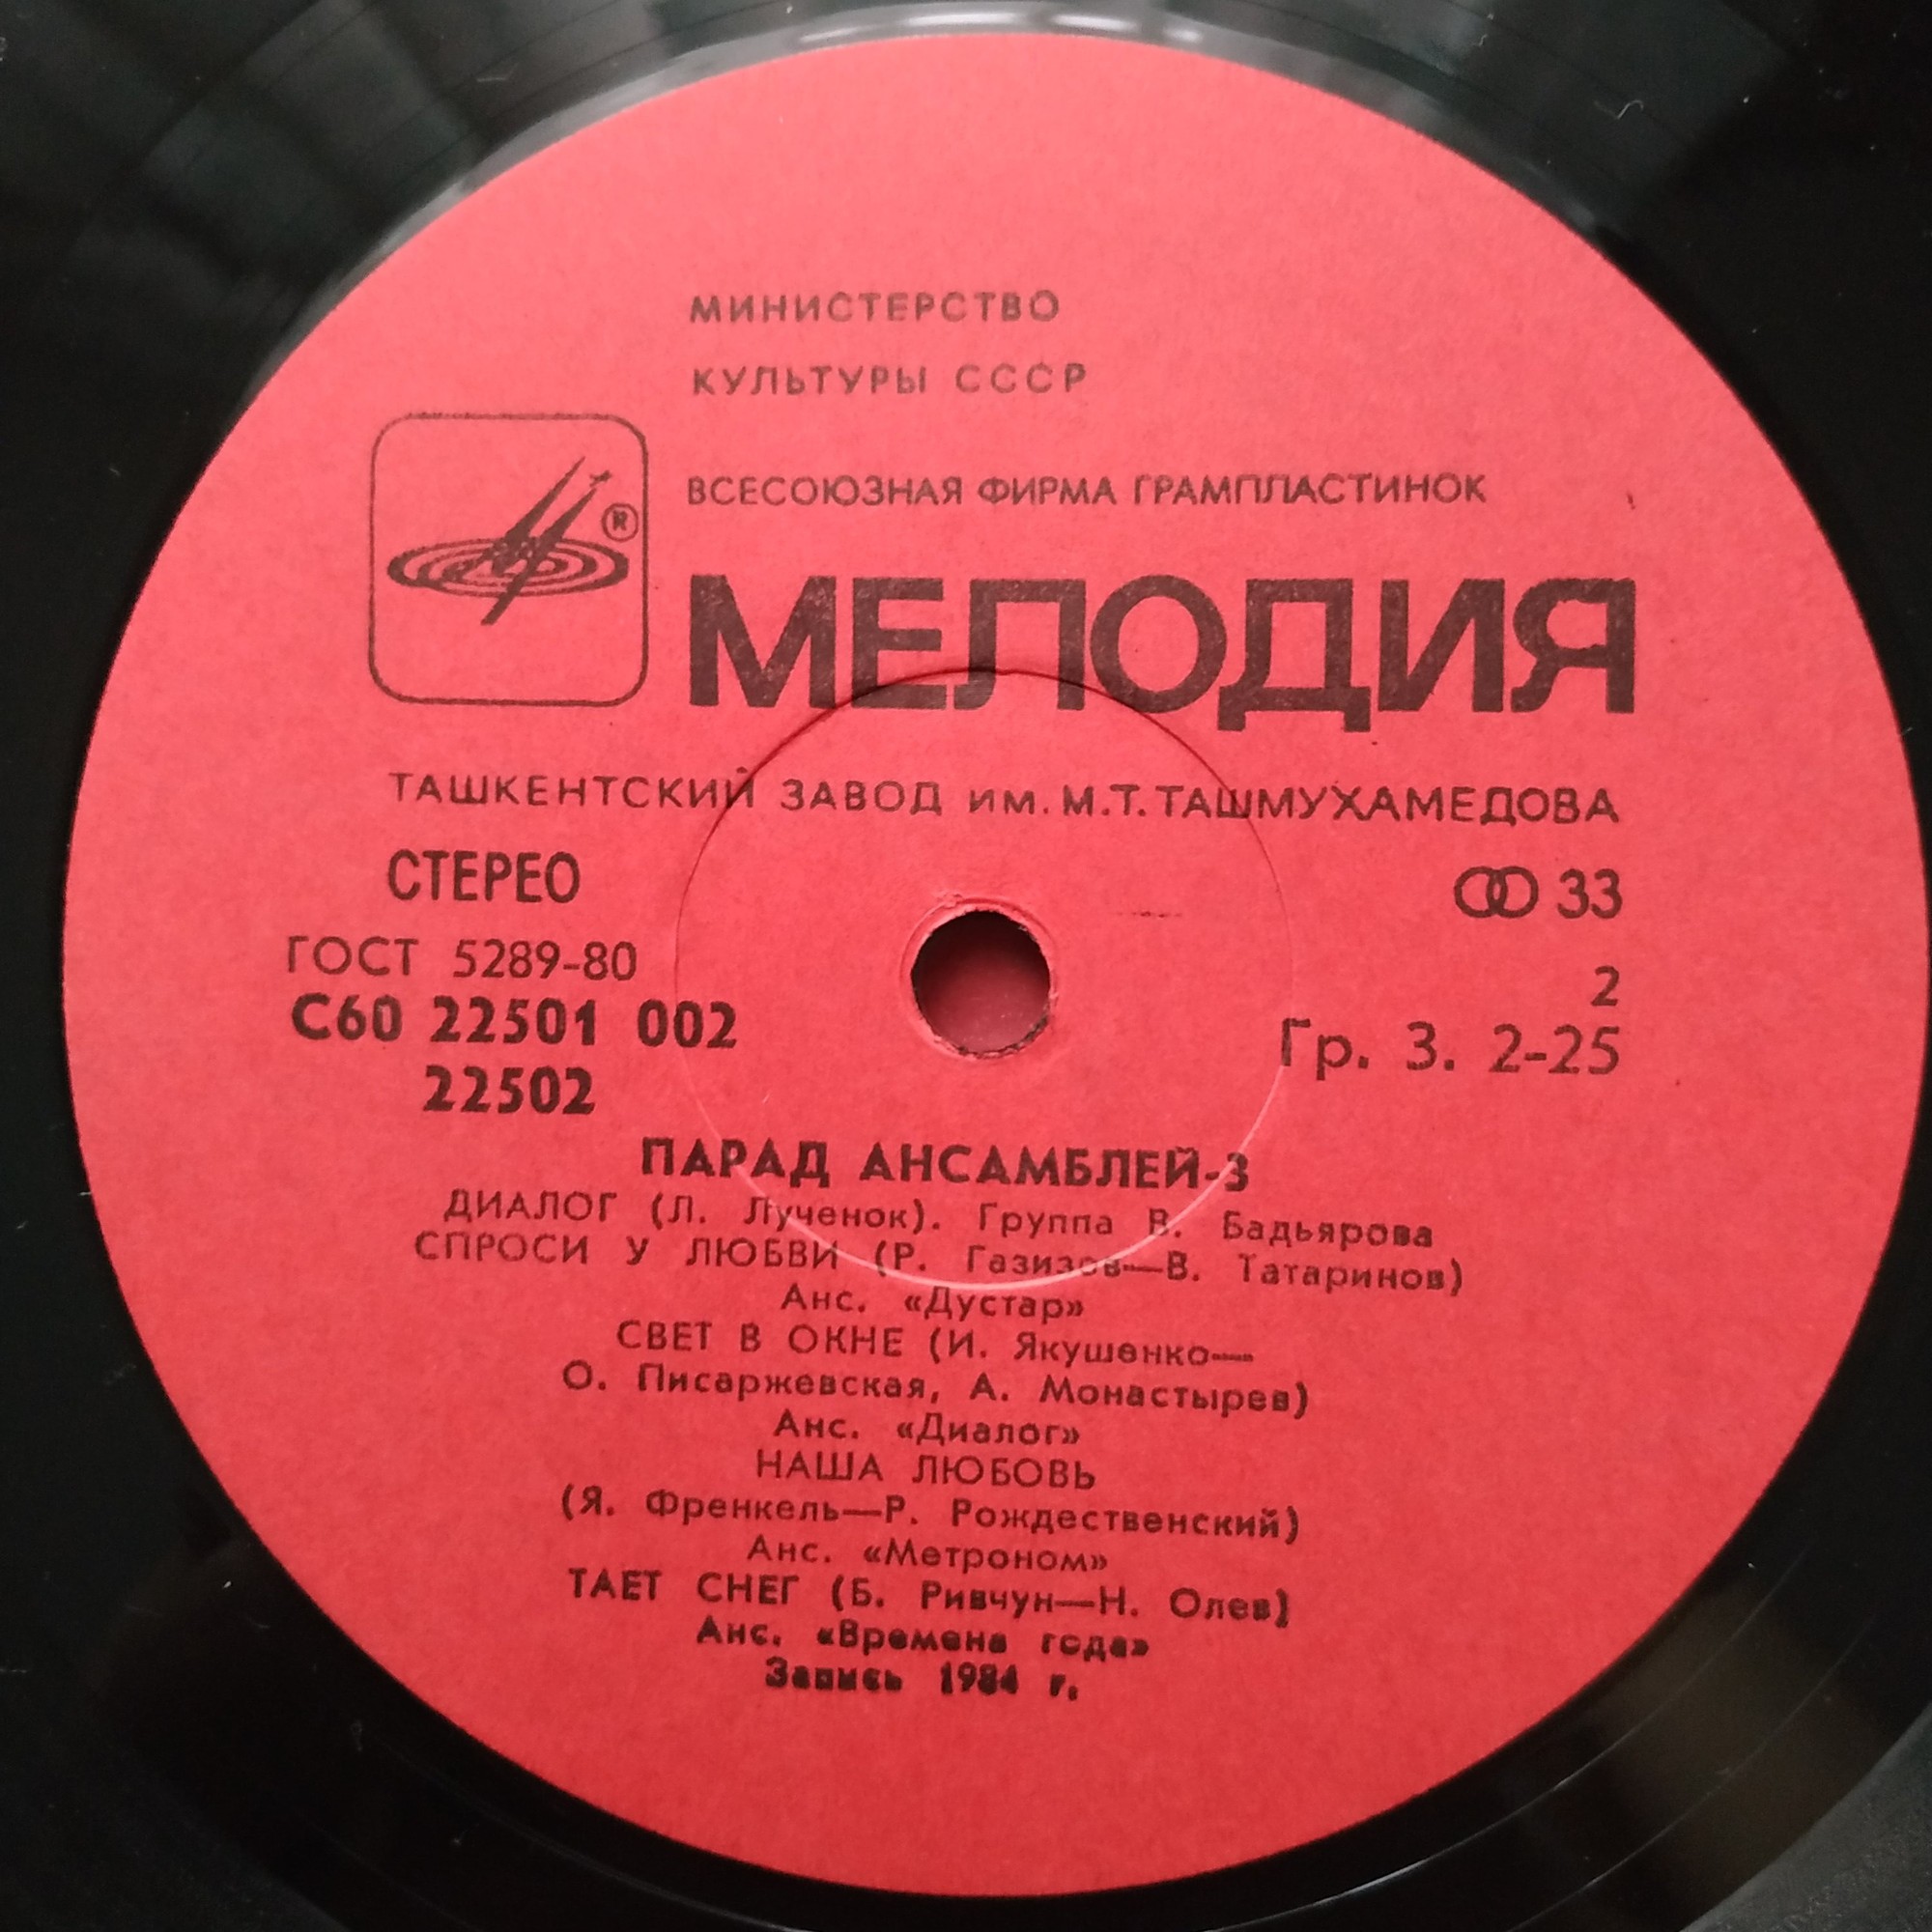 МИНИСТЕРСТВО
КУЛЬТУРЫ СССР
ВСЕСОЮЗНАЯ ФИРМА ГРАМПЛАСТИНОК
®
МЕЛОДИЯ
ТАШКЕНТСКИЙ ЗАВОД им. М.Т. ТАШМУХАМЕДОВА
СТЕРЕО
33
ГОСТ 5289-80
2
С60 22501 002
22502
Гр. 3. 2-25
ПАРАД АНСАМБЛЕЙ-3
ДИАЛОГ (Л. Лученок). Группа В. Бадьярова
СПРОСИ У ЛЮБВИ (Р. Газизов—В. Татаринов)
Анс. «Дустар»
СВЕТ В ОКНЕ (И. Якушенко—
О. Писаржевская, А. Монастырев)
Анс. «Диалог»
НАША ЛЮБОВЬ
(Я. Френкель—Р. Рождественский)
Анс. «Метроном»
ТАЕТ СНЕГ (Б. Ривчун—Н. Олев)
Анс. «Времена года»
Запись 1984 г.